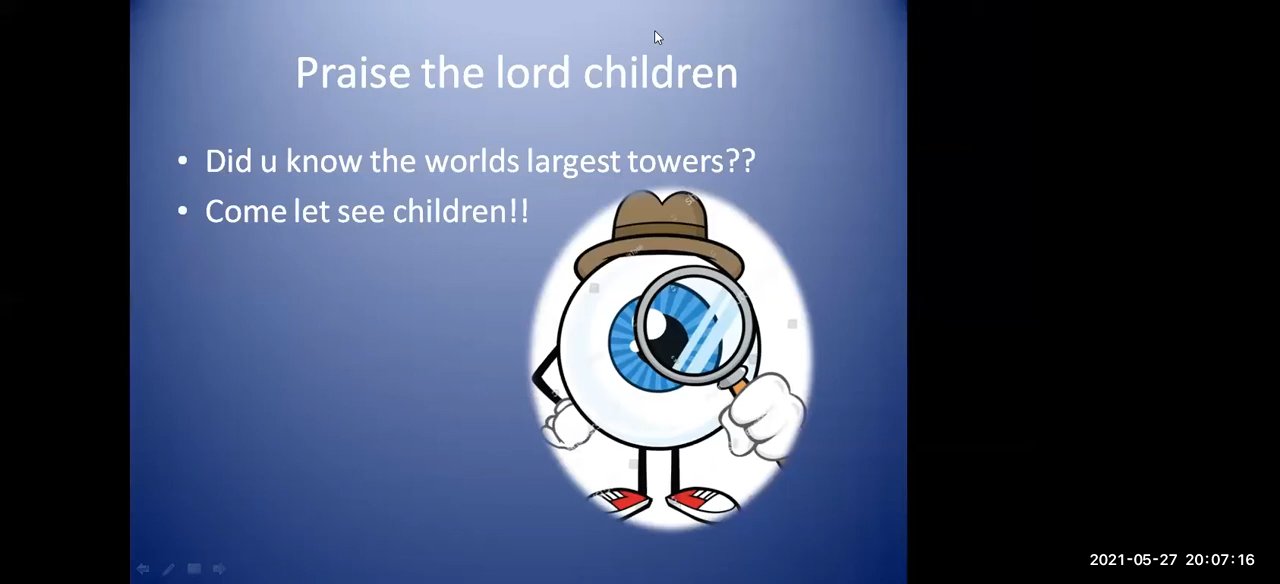 Praise the lord children
• Did u know the worlds largest towers??
• Come let see children!!
2021-05-27 20:07:16